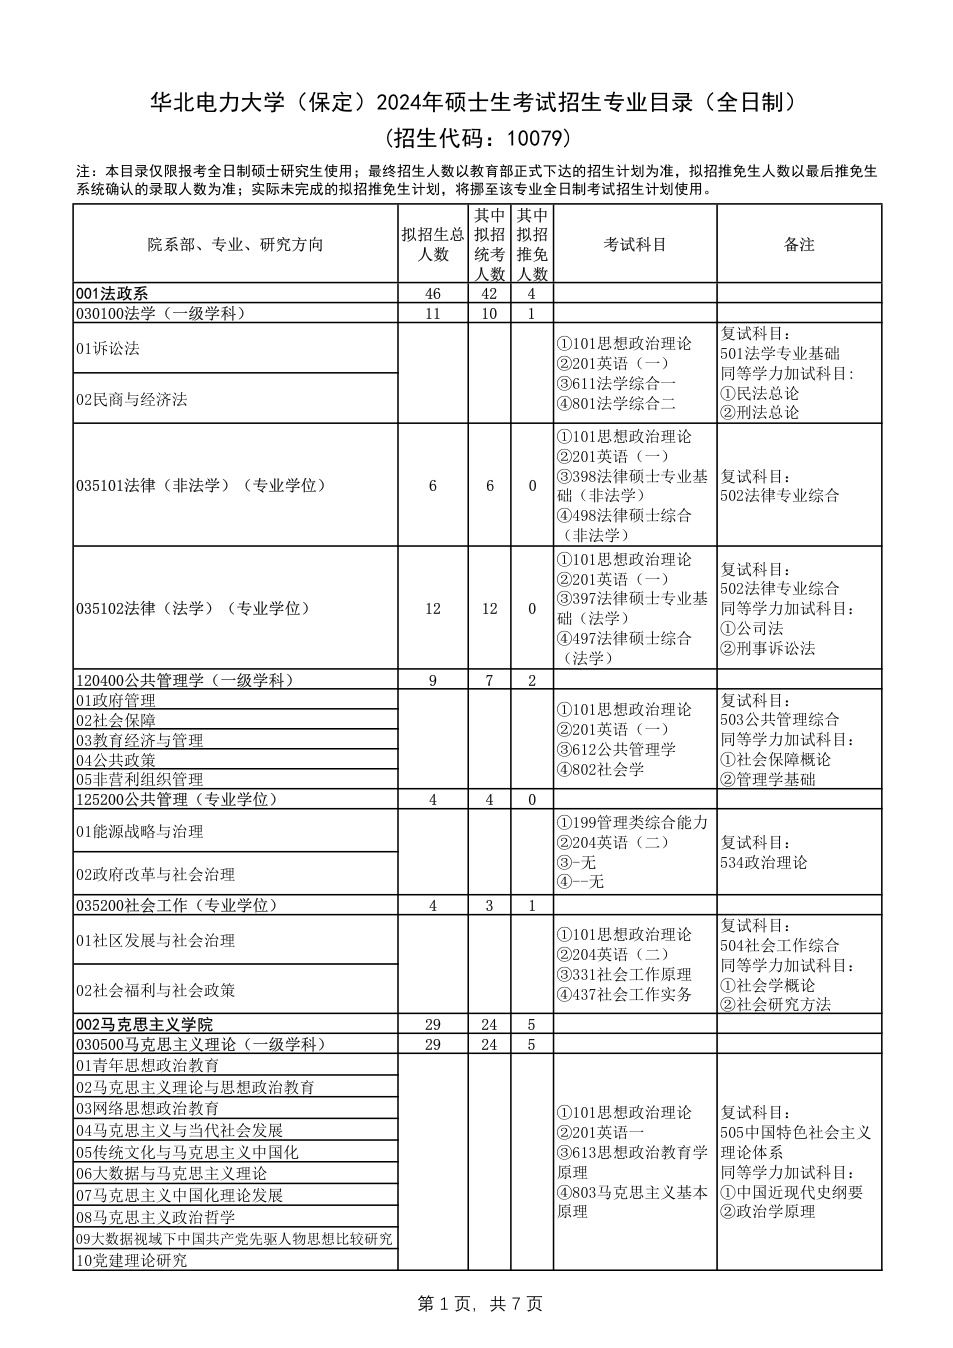 华北电力大学（保定）2024年硕士生考试招生专业目录（全日制）
(招生代码：10079)
注：本目录仅限报考全日制硕士研究生使用；最终招生人数以教育部正式下达的招生计划为准，拟招推免生人数以最后推免生
系统确认的录取人数为准；实际未完成的拟招推免生计划，将挪至该专业全日制考试招生计划使用。
院系部、专业、研究方向
拟招生总
人数
其中
拟招
统考
人数
其中
拟招
推免
人数
考试科目
备注
001法政系 46 42 4
030100法学（一级学科） 11 10 1
01诉讼法
02民商与经济法
①101思想政治理论
②201英语（一）
③611法学综合一
④801法学综合二
复试科目：
501法学专业基础
同等学力加试科目：
①民法总论
②刑法总论
035101法律（非法学）（专业学位） 6 6 0
①101思想政治理论
②201英语（一）
③398法律硕士专业基
础（非法学）
④498法律硕士综合
（非法学）
复试科目：
502法律专业综合
035102法律（法学）（专业学位） 12 12 0
①101思想政治理论
②201英语（一）
③397法律硕士专业基
础（法学）
④497法律硕士综合
（法学）
复试科目：
502法律专业综合
同等学力加试科目：
①公司法
②刑事诉讼法
120400公共管理学（一级学科） 9 7 2
01政府管理
02社会保障
03教育经济与管理
04公共政策
05非营利组织管理
①101思想政治理论
②201英语（一）
③612公共管理学
④802社会学
复试科目：
503公共管理综合
同等学力加试科目：
①社会保障概论
②管理学基础
125200公共管理（专业学位） 4 4 0
01能源战略与治理
02政府改革与社会治理
①199管理类综合能力
②204英语（二）
③-无
④--无
复试科目：
534政治理论
035200社会工作（专业学位） 4 3 1
01社区发展与社会治理
02社会福利与社会政策
①101思想政治理论
②204英语（二）
③331社会工作原理
④437社会工作实务
复试科目：
504社会工作综合
同等学力加试科目：
①社会学概论
②社会研究方法
002马克思主义学院 29 24 5
030500马克思主义理论（一级学科） 29 24 5
01青年思想政治教育
02马克思主义理论与思想政治教育
03网络思想政治教育
04马克思主义与当代社会发展
05传统文化与马克思主义中国化
06大数据与马克思主义理论
07马克思主义中国化理论发展
08马克思主义政治哲学
09大数据视域下中国共产党先驱人物思想比较研究
10党建理论研究
①101思想政治理论
②201英语一
③613思想政治教育学
原理
④803马克思主义基本
原理
复试科目：
505中国特色社会主义
理论体系
同等学力加试科目：
①中国近现代史纲要
②政治学原理
第 1 页，共 7 页